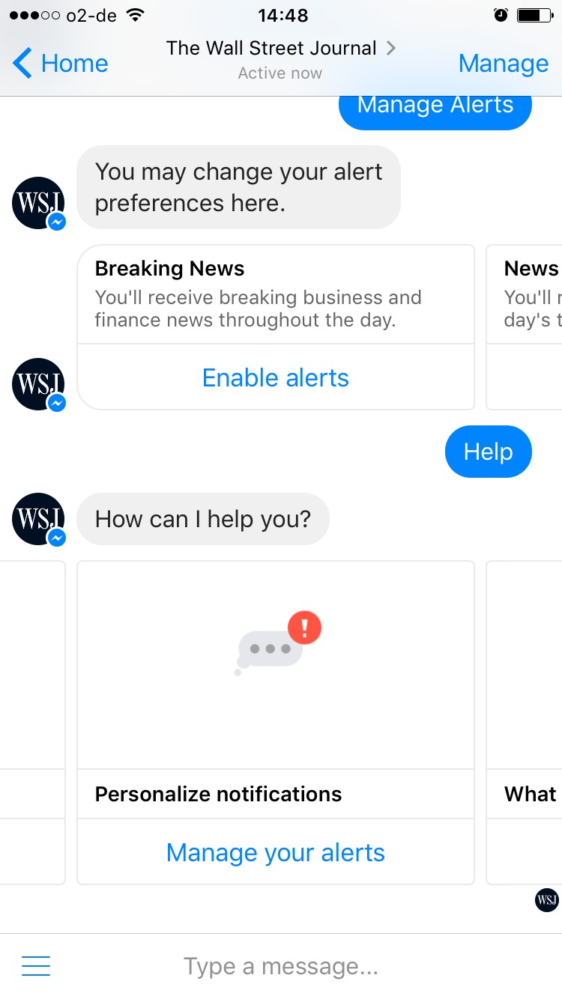 o2-de 14:48
Home The Wall Street Journal Manage
Active now
Manage Alerts
You may change your alert
preferences here.
WSJ
Breaking News
You'll receive breaking business and
finance news throughout the day.
Enable alerts
News
You'll r
day's t
WSJ
Help
WSJ
How can I help you?
!
Personalize notifications
Manage your alerts
What
WSJ
Type a message...